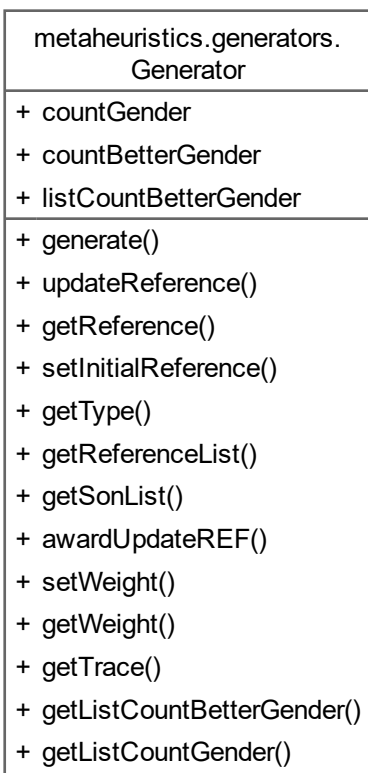 metaheuristics.generators.
Generator
+ countGender
+ countBetterGender
+ listCountBetterGender
+ generate()
+ updateReference()
+ getReference()
+ setInitialReference()
+ getType()
+ getReferenceList()
+ getSonList()
+ awardUpdateREF()
+ setWeight()
+ getWeight()
+ getTrace()
+ getListCountBetterGender()
+ getListCountGender()